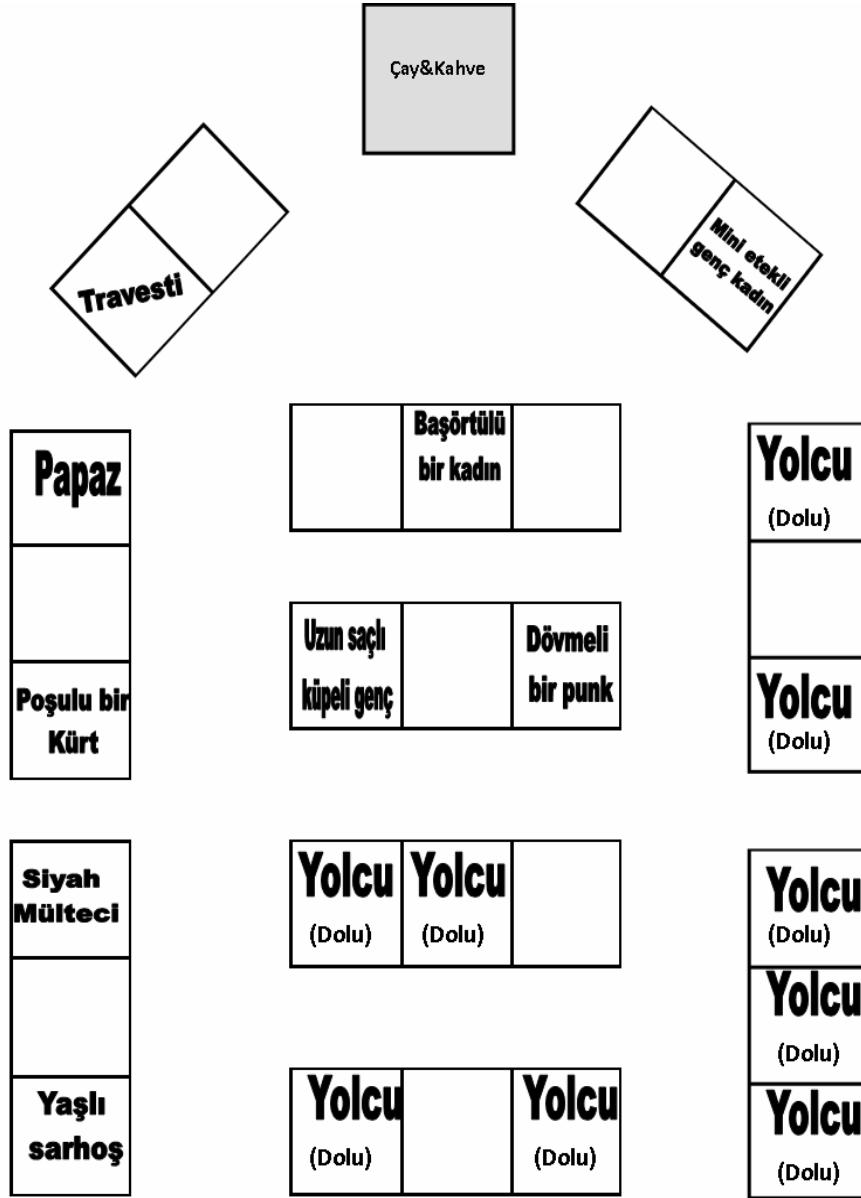 Çay&Kahve
Travesti
Mini etekli
genç kadın
Papaz
Başörtülü
bir kadın
Yolcu
(Dolu)
Poşulu bir
Kürt
Uzun saçlı
küpeli genç
Dövmeli
bir punk
Yolcu
(Dolu)
Siyah
Mülteci
Yolcu
(Dolu)
Yolcu
(Dolu)
Yolcu
(Dolu)
Yolcu
(Dolu)
Yaşlı
sarhoş
Yolcu
(Dolu)
Yolcu
(Dolu)
Yolcu
(Dolu)